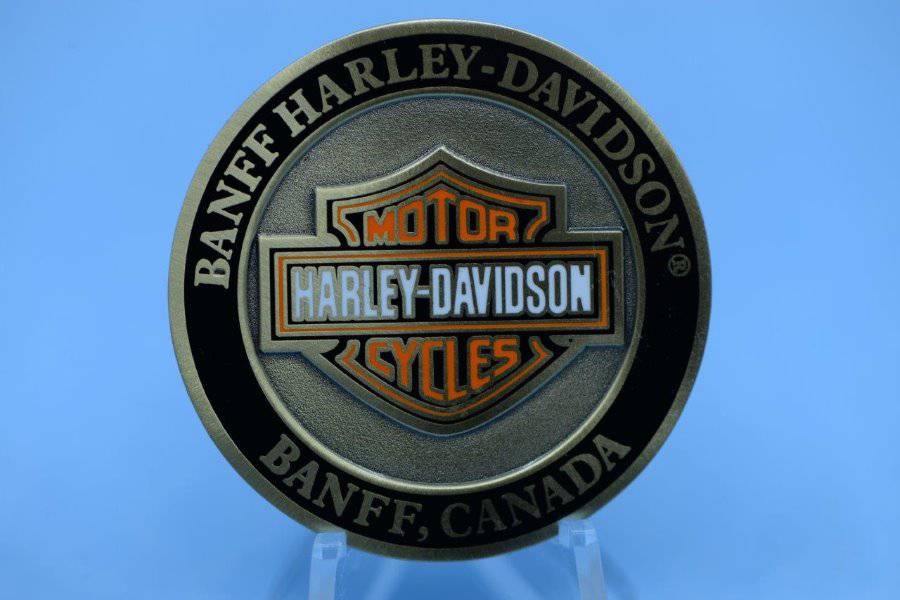 BANFF HARLEY-DAVIDSON®
MOTOR
HARLEY-DAVIDSON
CYCLES
BANFF, CANADA